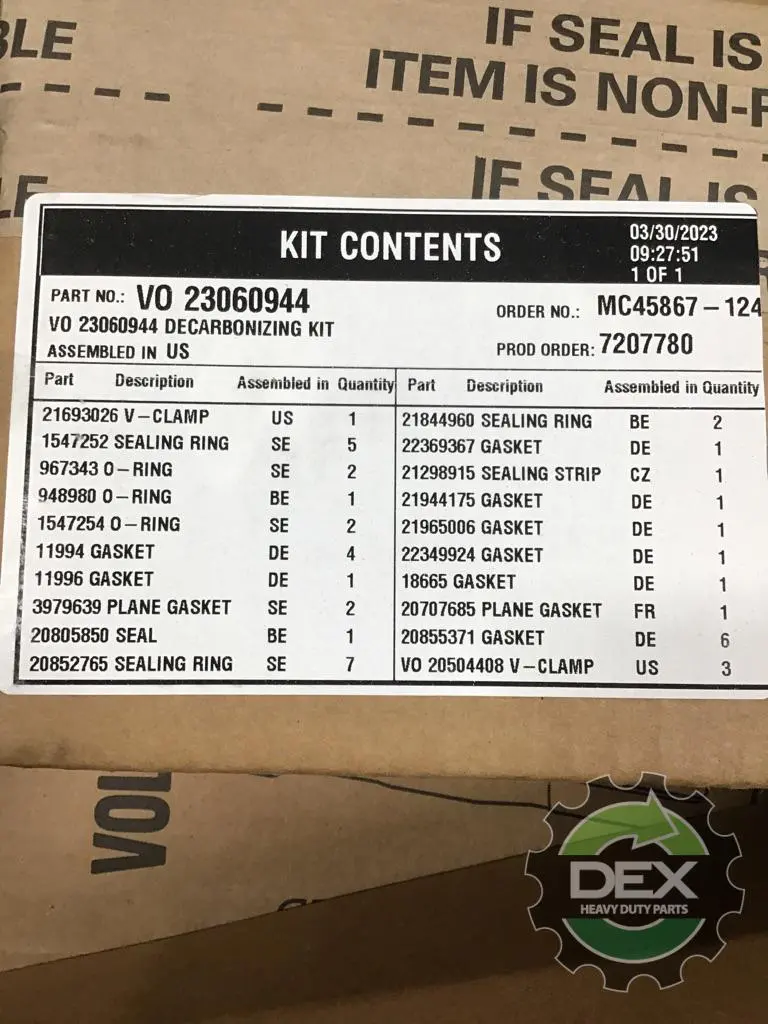 BLE
IF SEAL IS
ITEM IS NON-
IF SEAL IS
KIT CONTENTS
03/30/2023
09:27:51
1 OF 1
PART NO.: VO 23060944
VO 23060944 DECARBONIZING KIT
ASSEMBLED IN US
ORDER NO.: MC45867-124
PROD ORDER: 7207780
Part Description Assembled in Quantity
21693026 V-CLAMP US 1
1547252 SEALING RING SE 5
967343 O-RING SE 2
948980 O-RING BE 1
1547254 O-RING SE 2
11994 GASKET DE 4
11996 GASKET DE 1
3979639 PLANE GASKET SE 2
20805850 SEAL BE 1
20852765 SEALING RING SE 7
Part Description Assembled in Quantity
21844960 SEALING RING BE 2
22369367 GASKET DE 1
21298915 SEALING STRIP CZ 1
21944175 GASKET DE 1
21965006 GASKET DE 1
22349924 GASKET DE 1
18665 GASKET DE 1
20707685 PLANE GASKET FR 1
20855371 GASKET DE 6
VO 20504408 V-CLAMP US 3
VOL
DEX
HEAVY DUTY PARTS